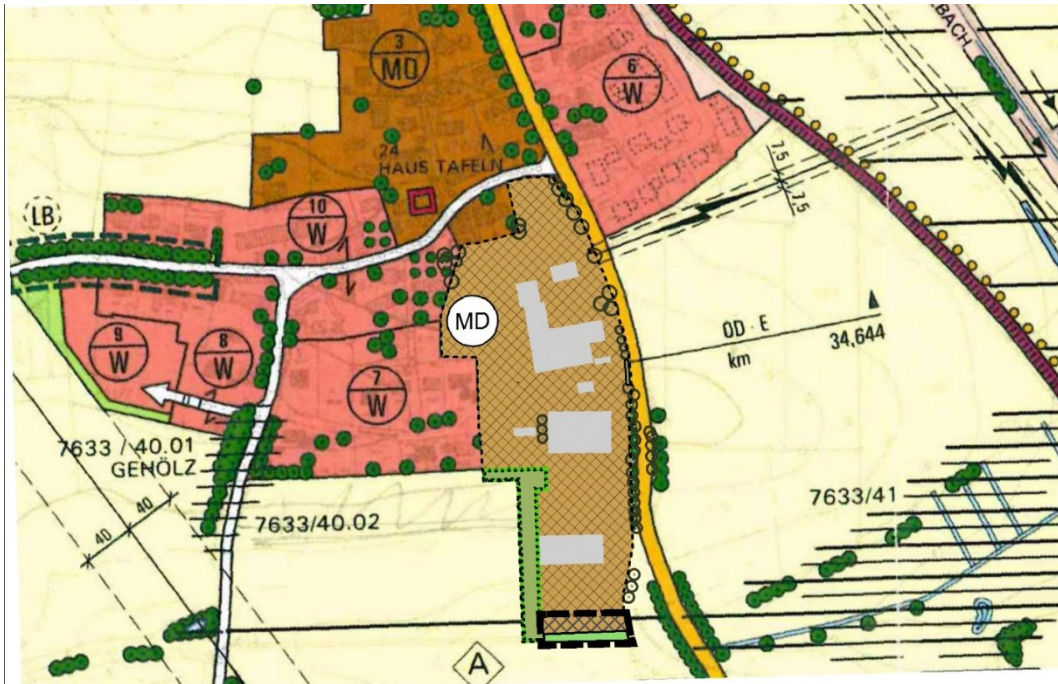 3
MD
6
W
BACH
24
HAUS TAFELN
7,5
7,5
LB
10
W
MD
OD · E
km
34,644
9
W
8
W
7
W
7633 / 40.01
GEHÖLZ
7633/40.02
7633/41
40
40
A